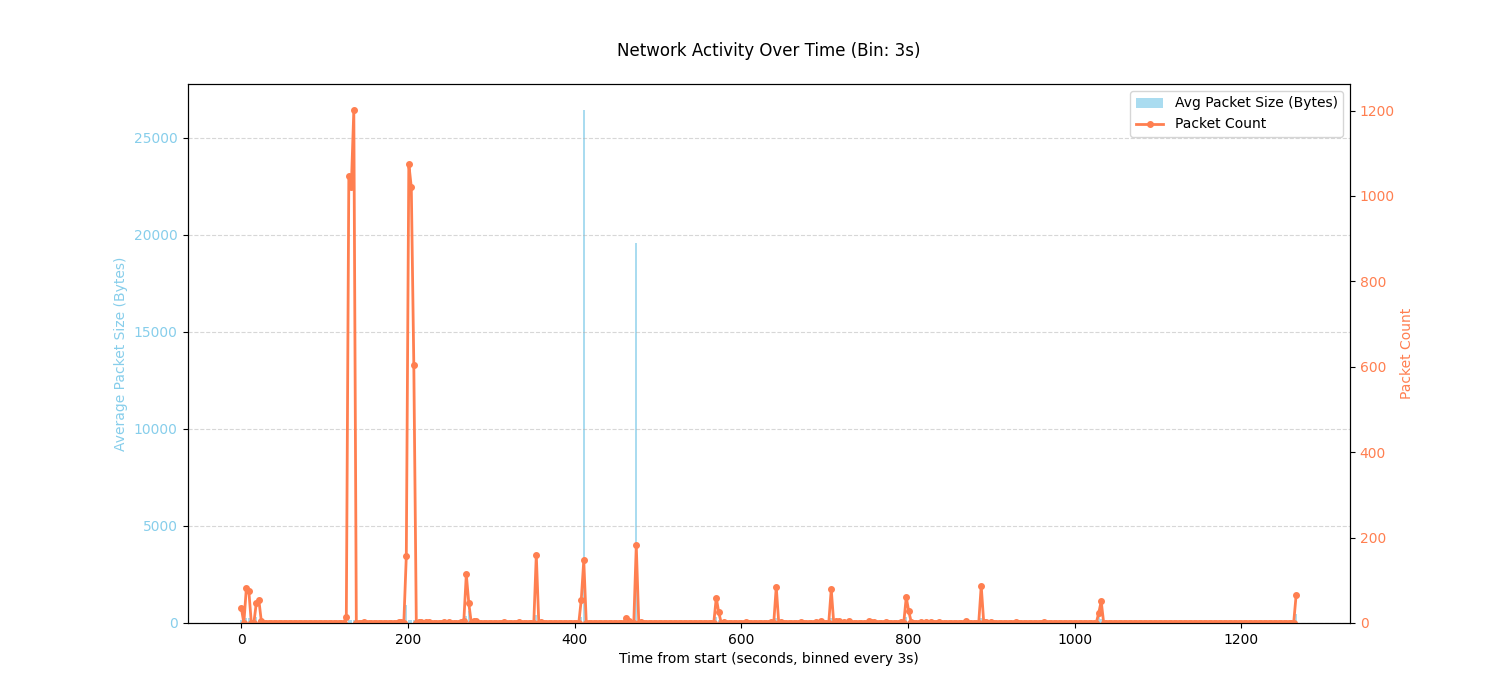 Network Activity Over Time (Bin: 3s)
Avg Packet Size (Bytes)
Packet Count
25000
20000
15000
10000
5000
0
Average Packet Size (Bytes)
1200
1000
800
600
400
200
0
Packet Count
0 200 400 600 800 1000 1200
Time from start (seconds, binned every 3s)